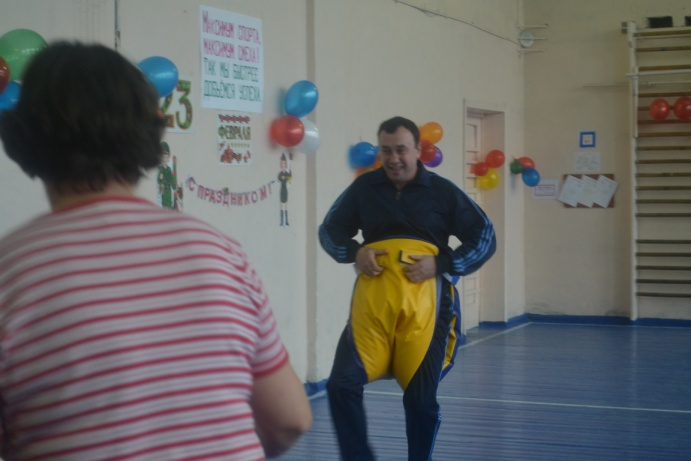 Максимум спорта,
максимум смеха!
Так мы быстрее
добьёмся успеха.
23
ФЕВРАЛЯ
С ПРАЗДНИКОМ!